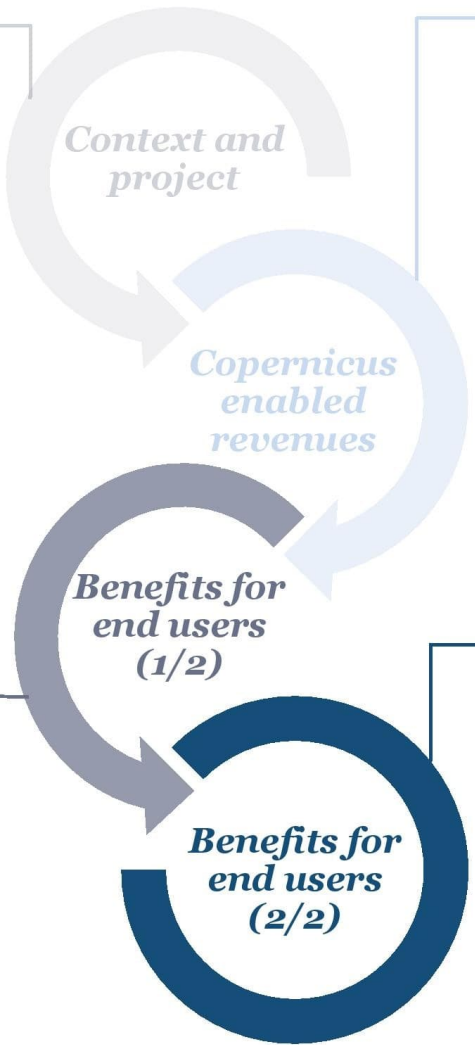 Context and
project
Copernicus
enabled
revenues
Benefits for
end users
(1/2)
Benefits for
end users
(2/2)